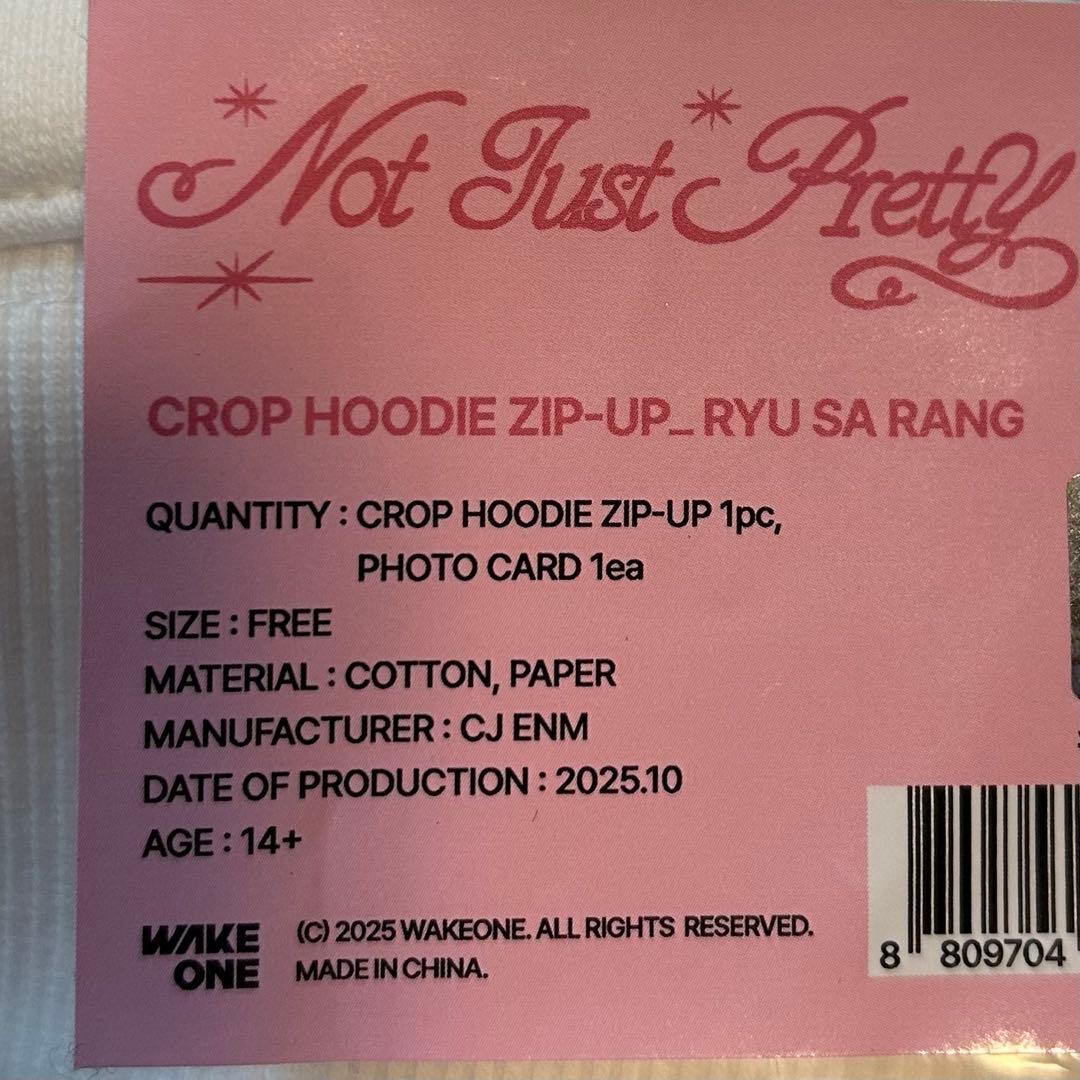 Not Just Pretty
CROP HOODIE ZIP-UP_RYU SA RANG
QUANTITY : CROP HOODIE ZIP-UP 1pc,
PHOTO CARD 1ea
SIZE : FREE
MATERIAL : COTTON, PAPER
MANUFACTURER : CJ ENM
DATE OF PRODUCTION : 2025.10
AGE : 14+
WAKE
ONE
(C) 2025 WAKEONE. ALL RIGHTS RESERVED.
MADE IN CHINA.
8 809704